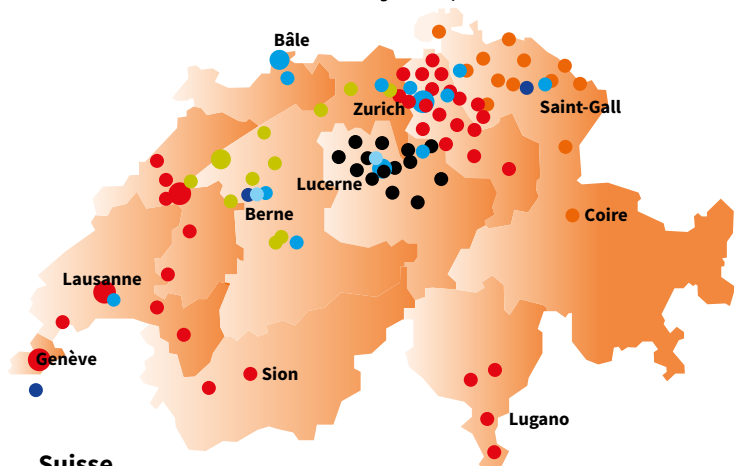 Bâle
Zurich
Saint-Gall
Lucerne
Berne
Coire
Lausanne
Genève
Sion
Lugano
Suisse